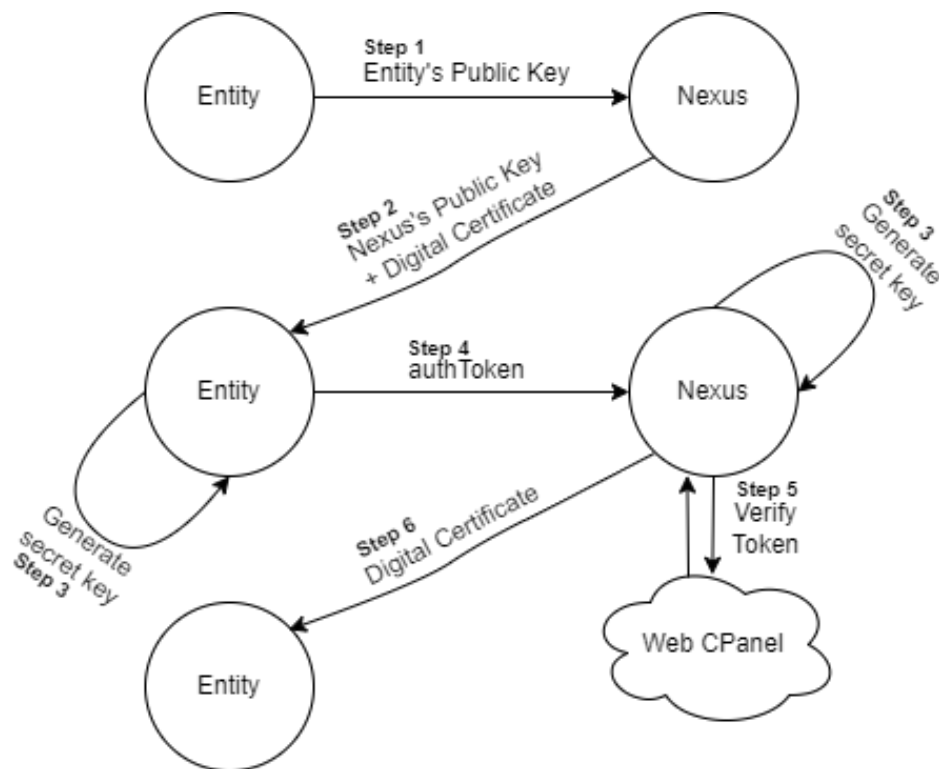 Step 1
Entity's Public Key
Entity
Nexus
Step 2
Nexus's Public Key
+ Digital Certificate
Step 3
Generate
secret key
Step 4
authToken
Entity
Nexus
Generate
secret key
Step 3
Step 5
Verify
Token
Step 6
Digital Certificate
Web CPanel
Entity